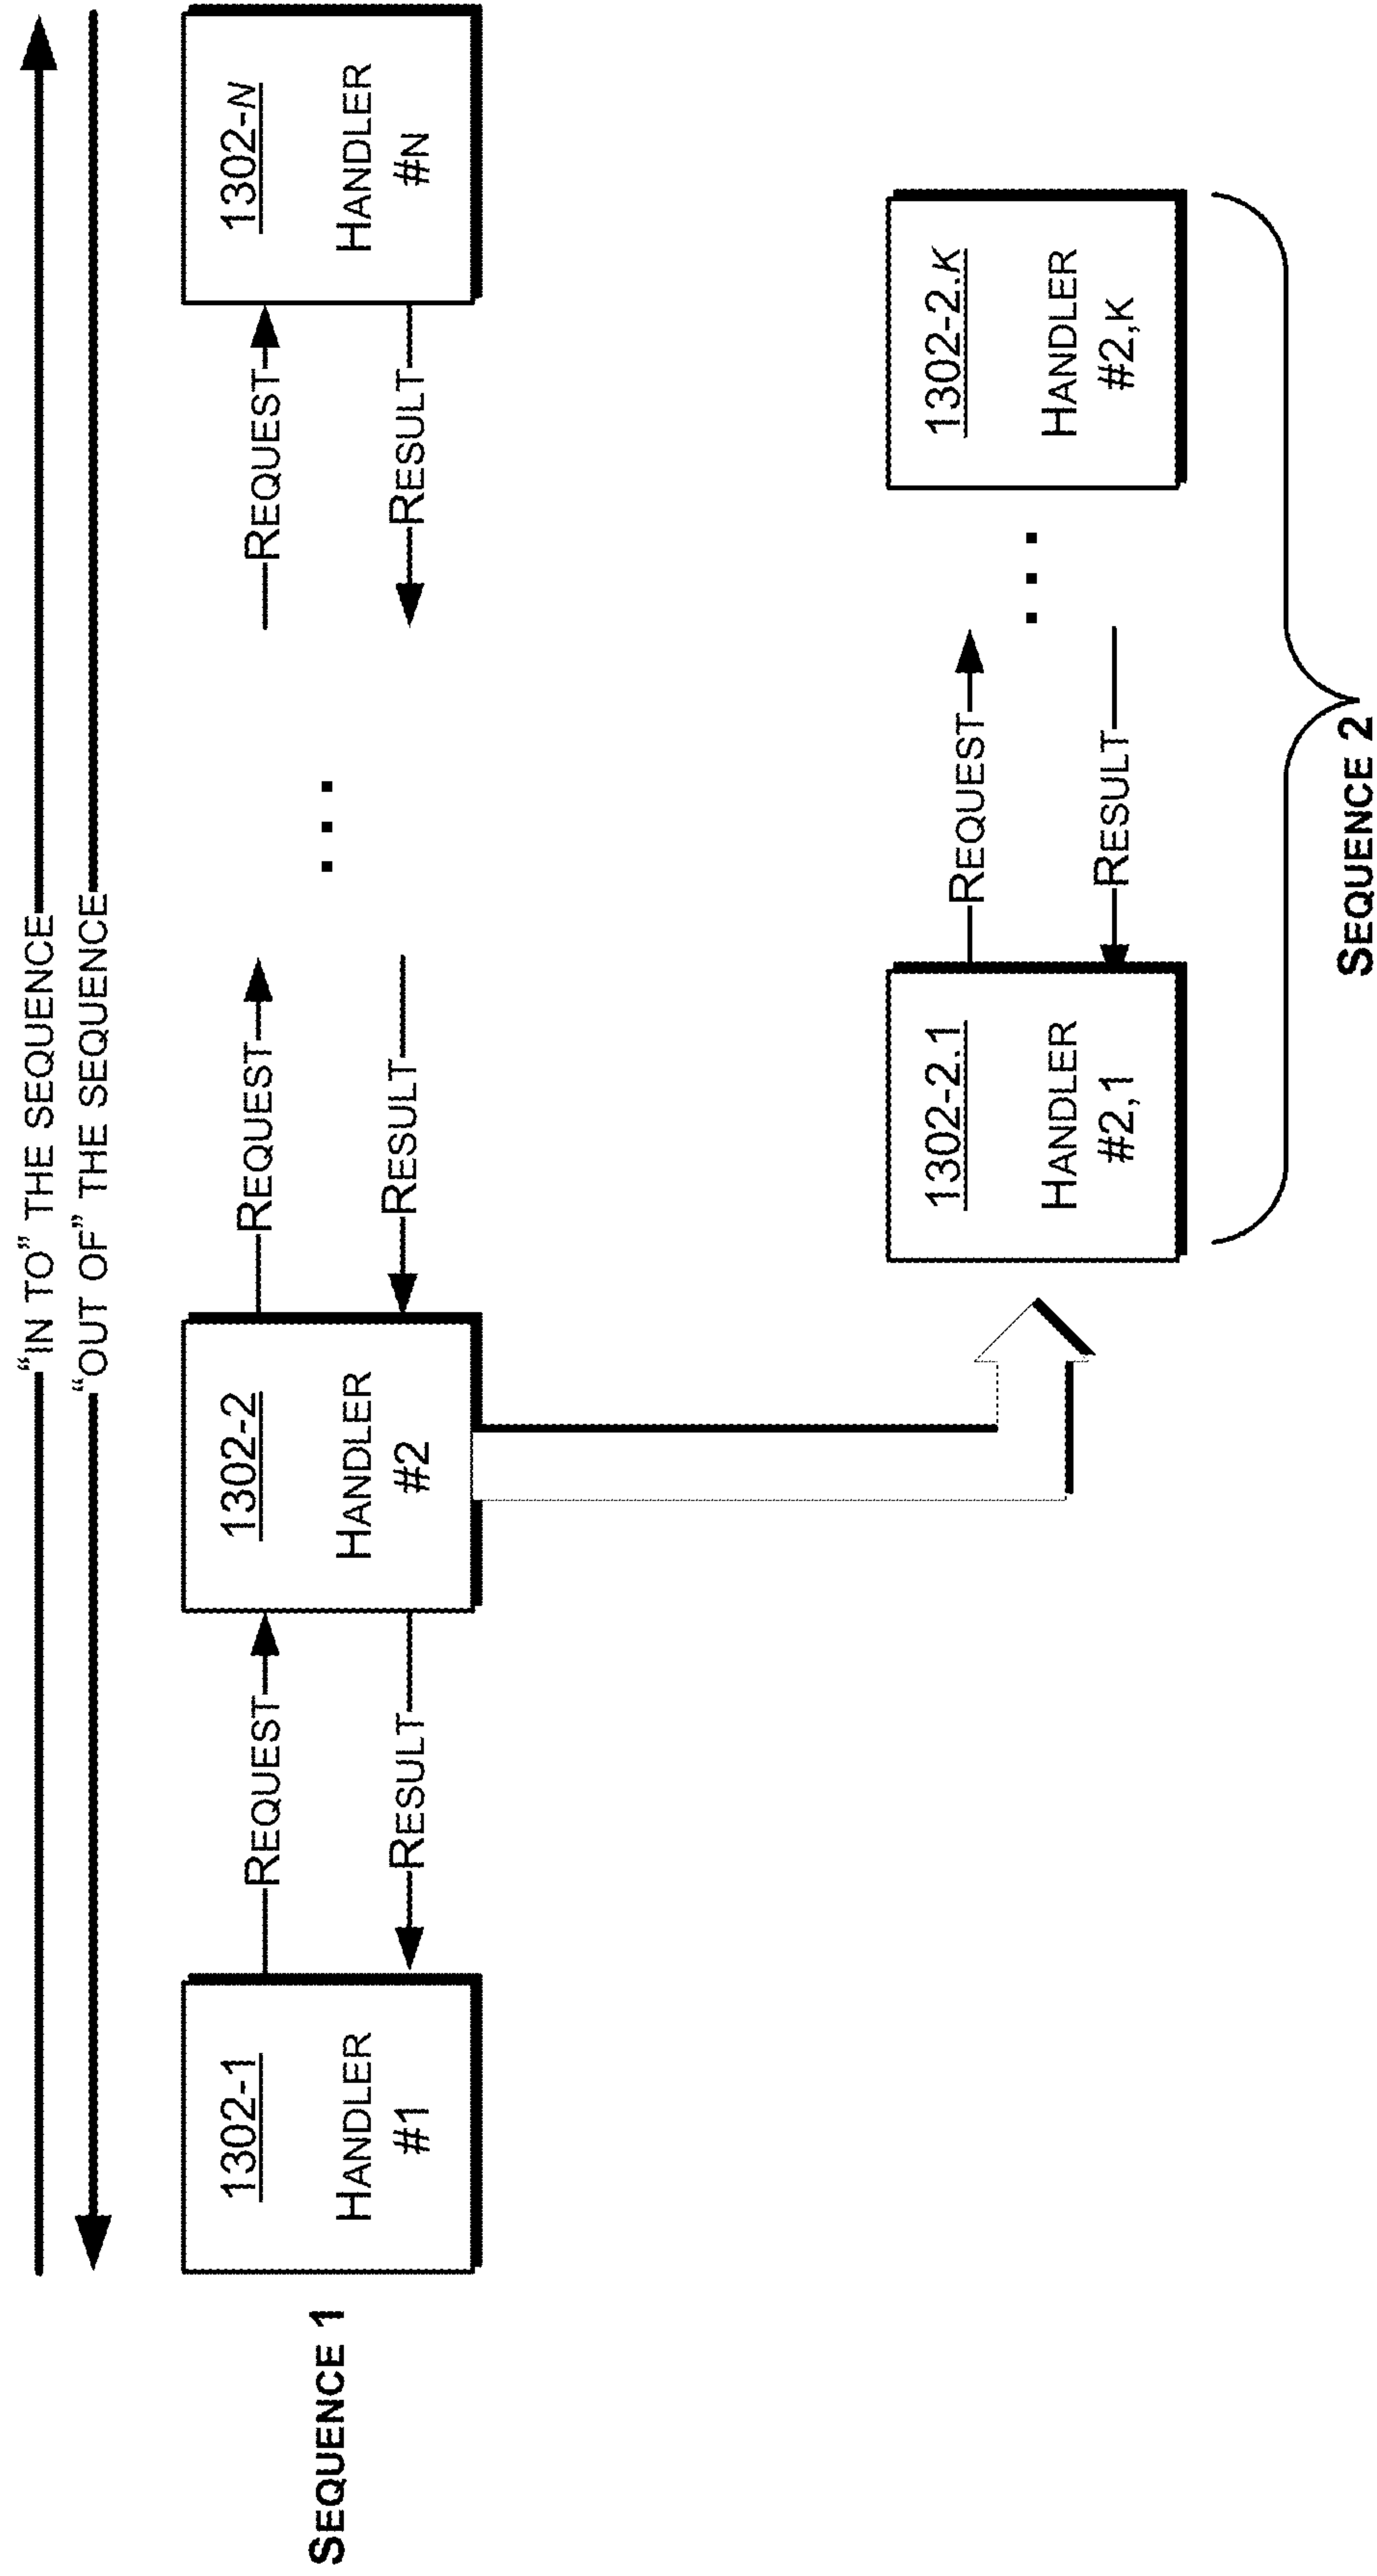 “IN TO” THE SEQUENCE
“OUT OF” THE SEQUENCE
SEQUENCE 1
1302-1
HANDLER
#1
REQUEST
RESULT
1302-2
HANDLER
#2
REQUEST
RESULT
...
REQUEST
RESULT
1302-N
HANDLER
#N
1302-2.1
HANDLER
#2,1
REQUEST
RESULT
...
1302-2.K
HANDLER
#2,K
SEQUENCE 2